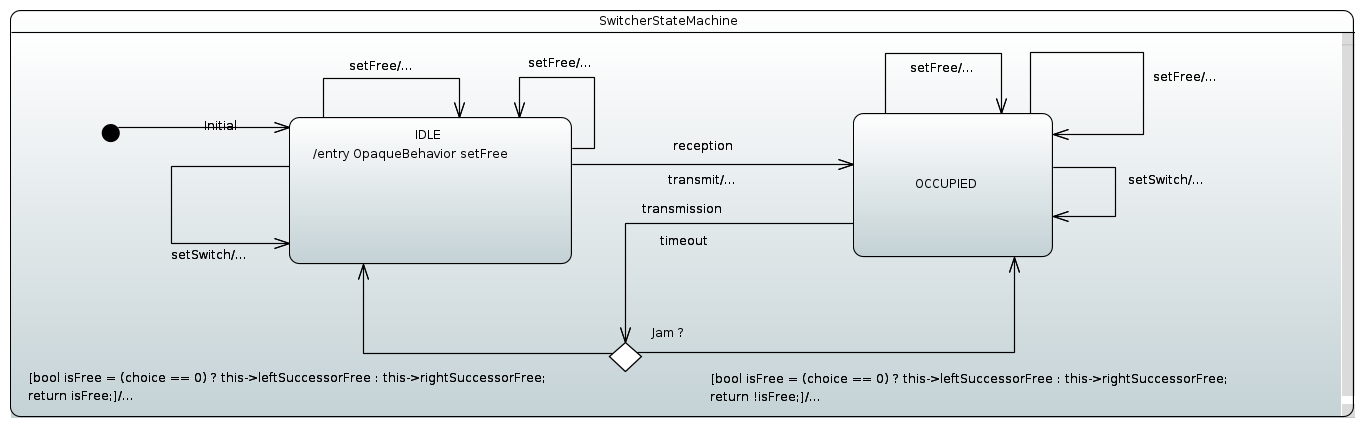 SwitcherStateMachine
setFree/...
setFree/...
setFree/...
setFree/...
Initial
IDLE
/entry OpaqueBehavior setFree
reception
transmit/...
OCCUPIED
setSwitch/...
transmission
timeout
setSwitch/...
Jam ?
[bool isFree = (choice == 0) ? this->leftSuccessorFree : this->rightSuccessorFree;
return isFree;]/...
[bool isFree = (choice == 0) ? this->leftSuccessorFree : this->rightSuccessorFree;
return !isFree;]/...